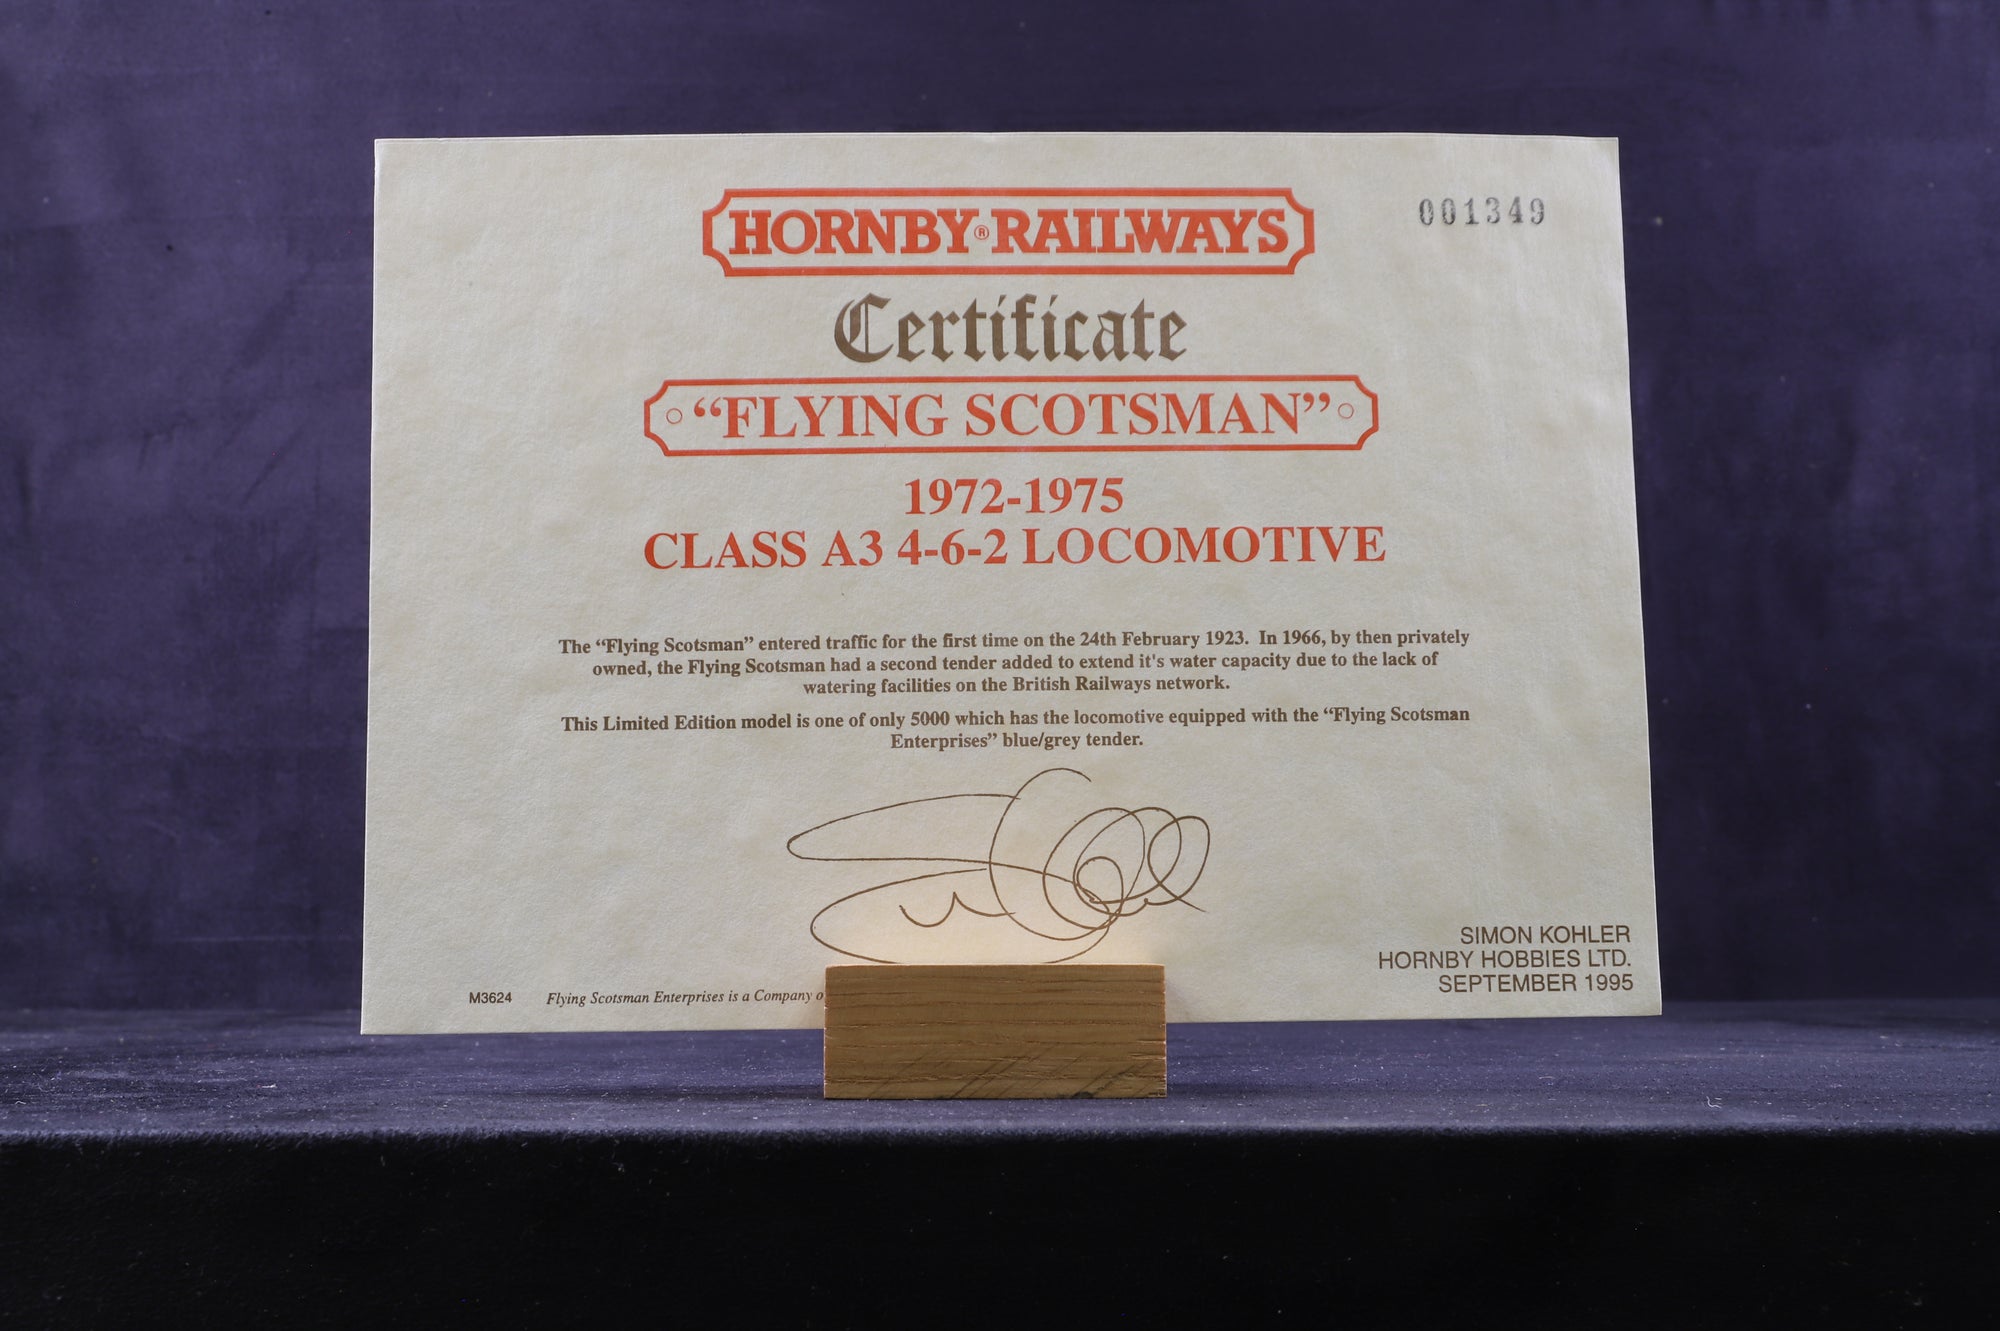 HORNBY® RAILWAYS
001349
Certificate
"FLYING SCOTSMAN"
1972-1975
CLASS A3 4-6-2 LOCOMOTIVE
The "Flying Scotsman" entered traffic for the first time on the 24th February 1923. In 1966, by then privately
owned, the Flying Scotsman had a second tender added to extend it's water capacity due to the lack of
watering facilities on the British Railways network.
This Limited Edition model is one of only 5000 which has the locomotive equipped with the "Flying Scotsman
Enterprises" blue/grey tender.
SIMON KOHLER
HORNBY HOBBIES LTD.
SEPTEMBER 1995
M3624 Flying Scotsman Enterprises is a Company